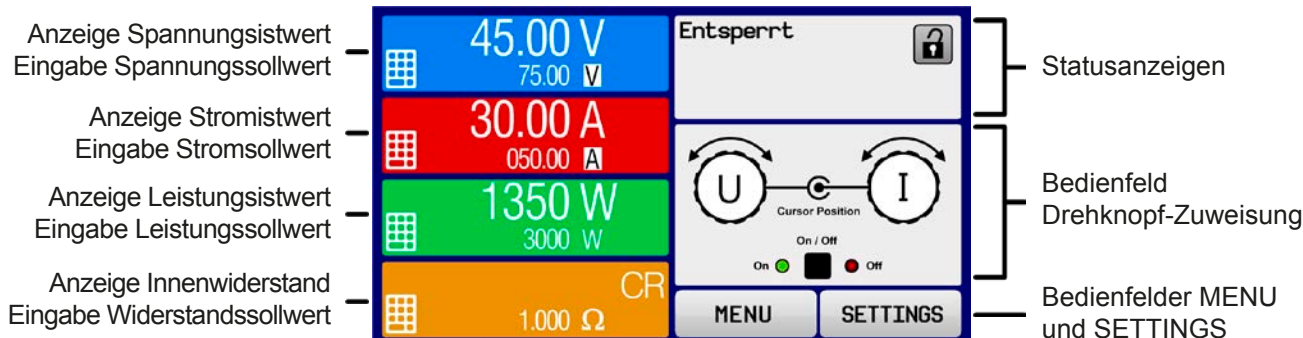 Anzeige Spannungsistwert
Eingabe Spannungssollwert
Anzeige Stromistwert
Eingabe Stromsollwert
Anzeige Leistungsistwert
Eingabe Leistungssollwert
Anzeige Innenwiderstand
Eingabe Widerstandssollwert
45.00 V
75.00 V
30.00 A
050.00 A
1350 W
3000 W
CR
1.000 Ω
Entsperrt
U
I
Cursor Position
On / Off
On
Off
MENU
SETTINGS
Statusanzeigen
Bedienfeld
Drehknopf-Zuweisung
Bedienfelder MENU
und SETTINGS